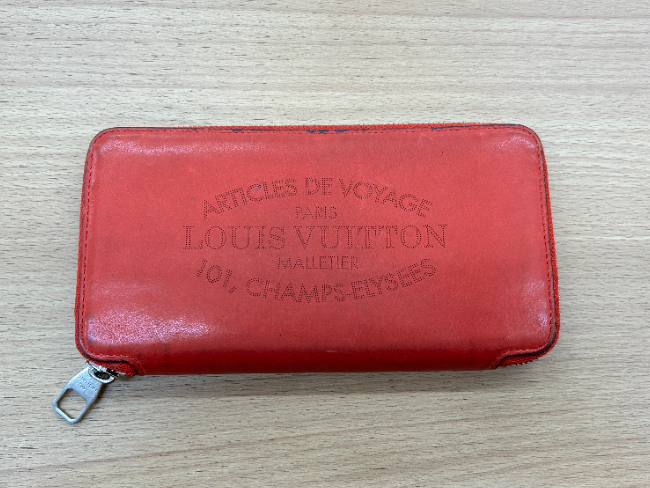 ARTICLES DE VOYAGE
PARIS
LOUIS VUITTON
MALLETIER
101, CHAMPS-ELYSEES